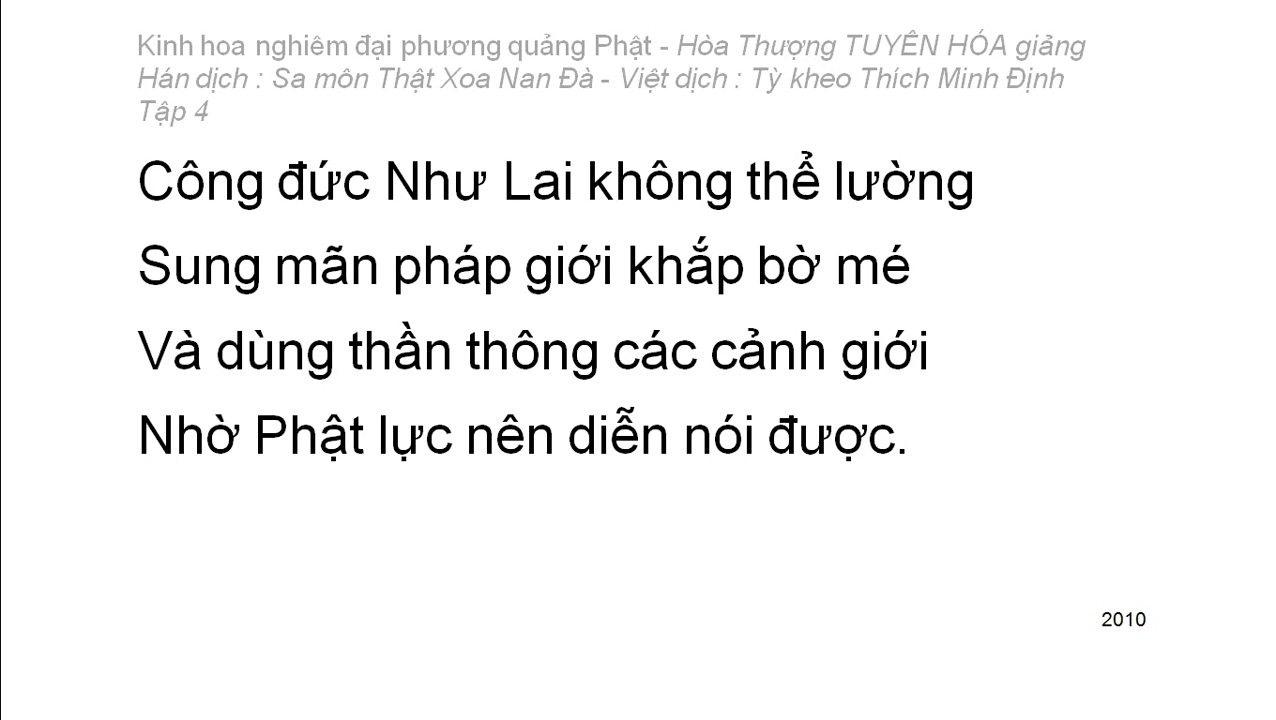 Kinh hoa nghiêm đại phương quảng Phật - Hòa Thượng TUYÊN HÓA giảng
Hán dịch : Sa môn Thật Xoa Nan Đà - Việt dịch : Tỳ kheo Thích Minh Định
Tập 4
Công đức Như Lai không thể lường
Sung mãn pháp giới khắp bờ mé
Và dùng thần thông các cảnh giới
Nhờ Phật lực nên diễn nói được.
2010